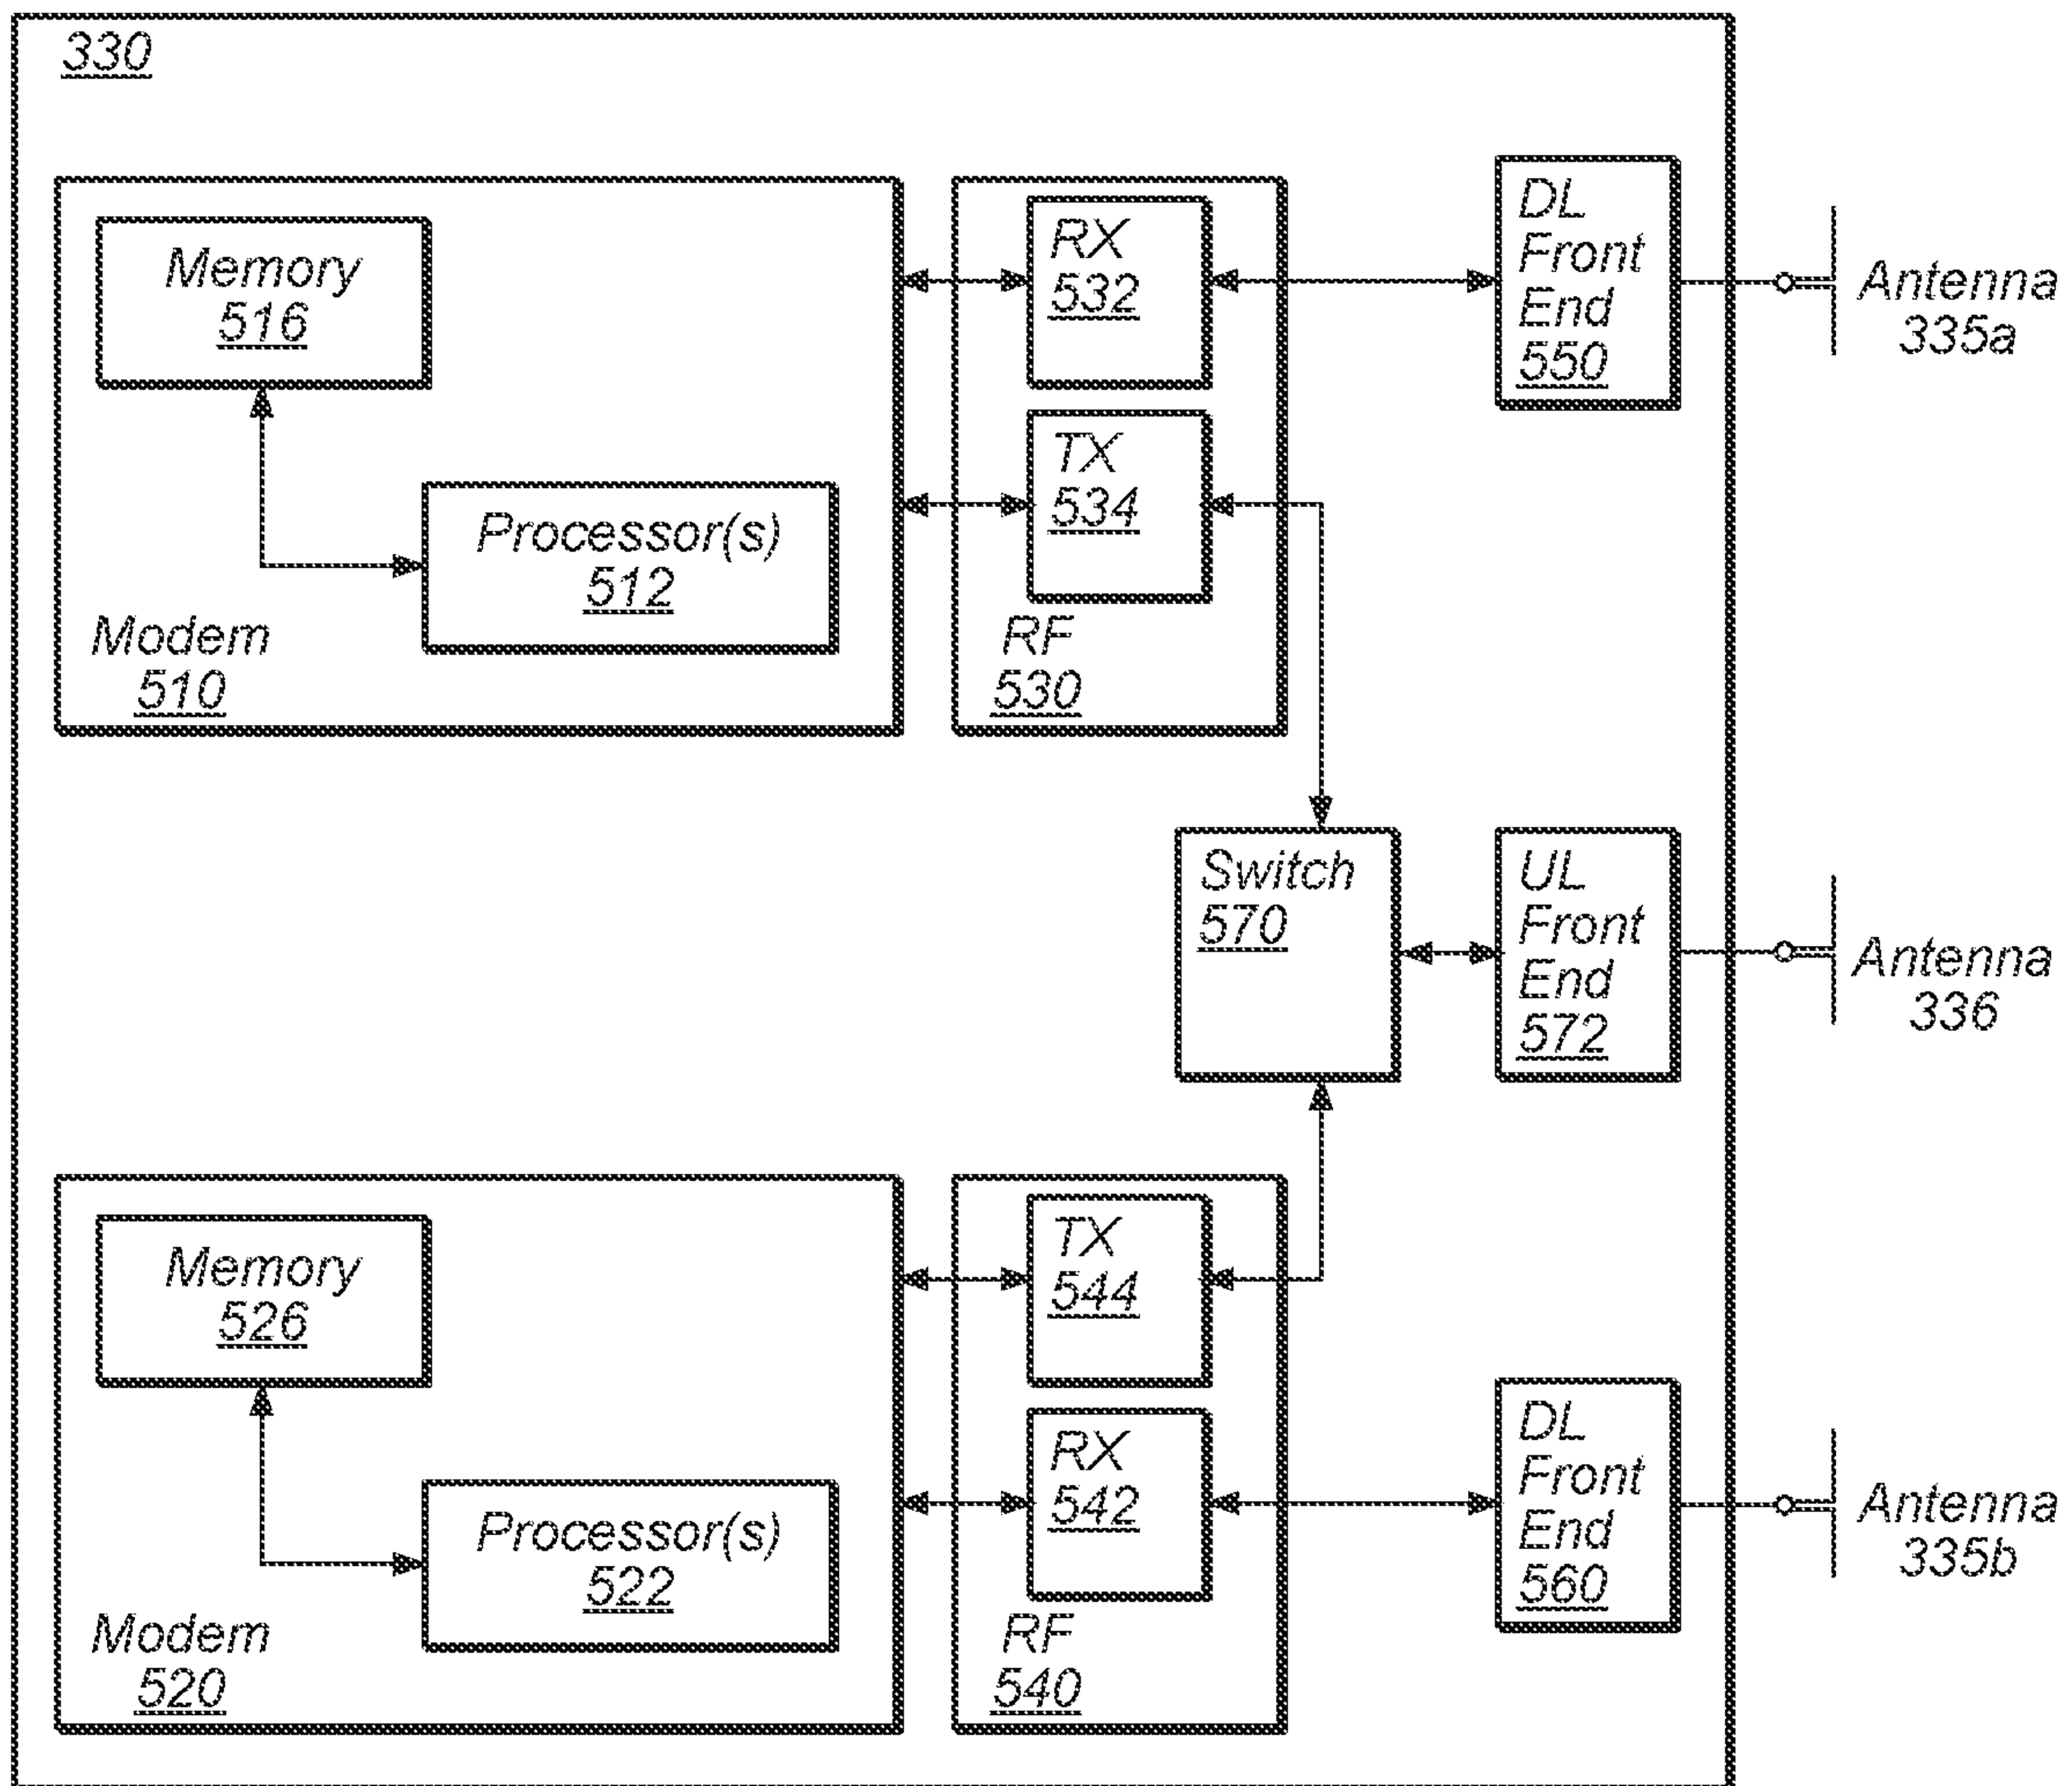 330
Memory
516
Processor(s)
512
Modem
510
RX
532
TX
534
RF
530
DL
Front
End
550
Antenna
335a
Switch
570
UL
Front
End
572
Antenna
336
Memory
526
Processor(s)
522
Modem
520
TX
544
RX
542
RF
540
DL
Front
End
560
Antenna
335b